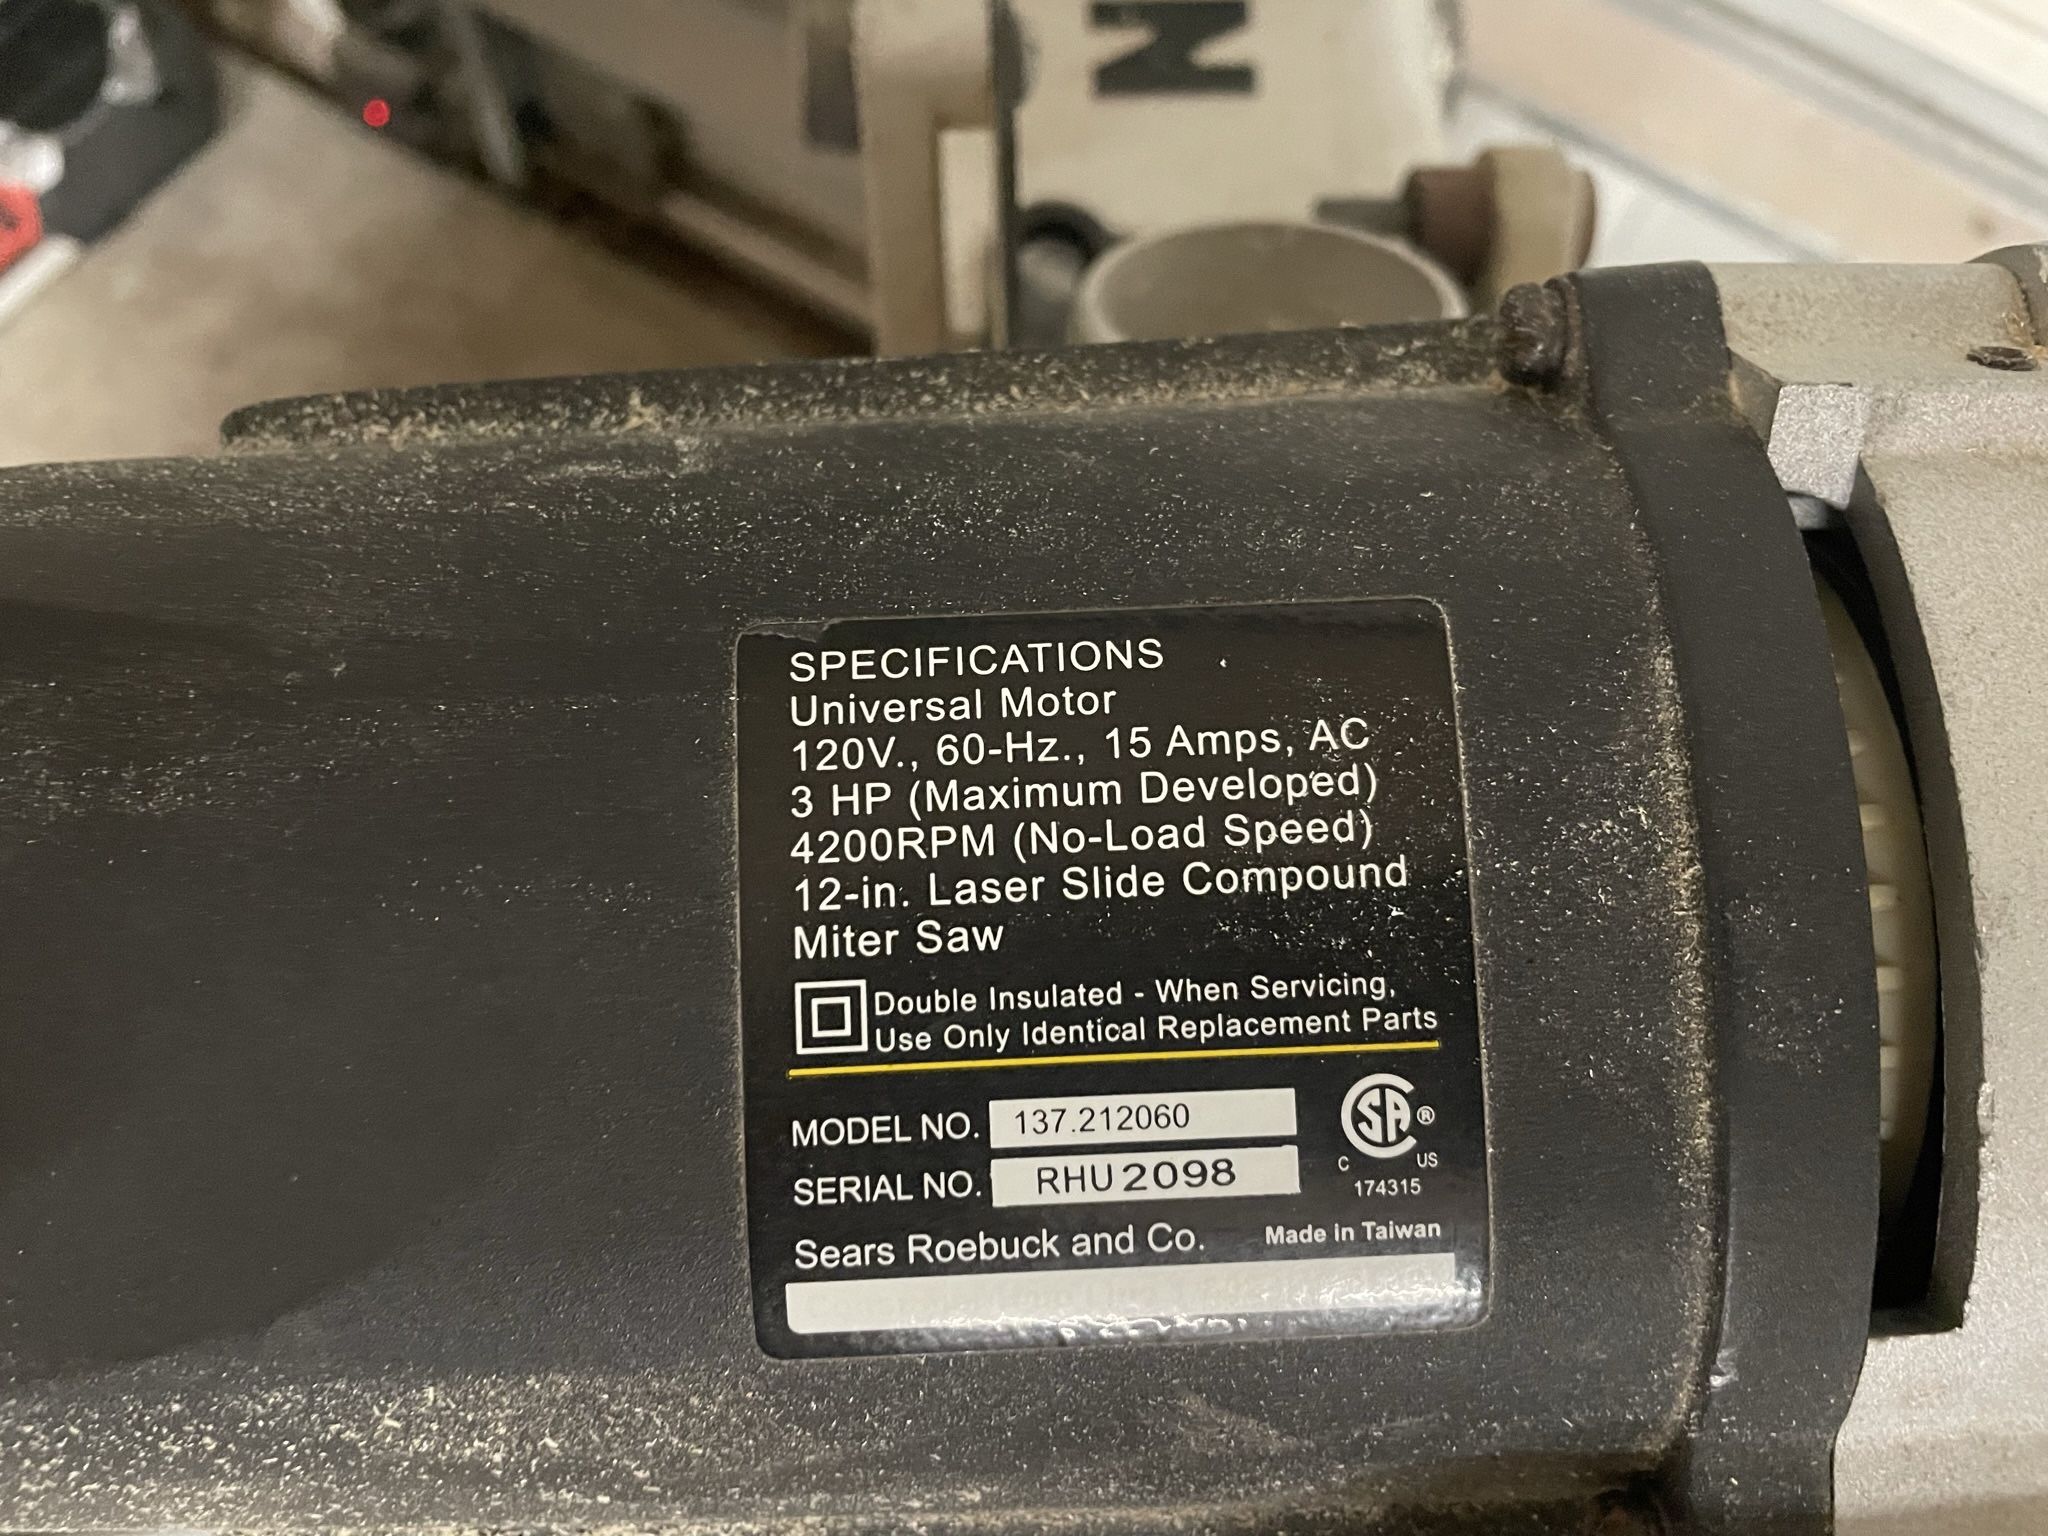 N
SPECIFICATIONS
Universal Motor
120V., 60-Hz., 15 Amps, AC
3 HP (Maximum Developed)
4200RPM (No-Load Speed)
12-in. Laser Slide Compound
Miter Saw
Double Insulated - When Servicing,
Use Only Identical Replacement Parts
MODEL NO. 137.212060
SERIAL NO. RHU2098
SA ®
C US
174315
Sears Roebuck and Co. Made in Taiwan